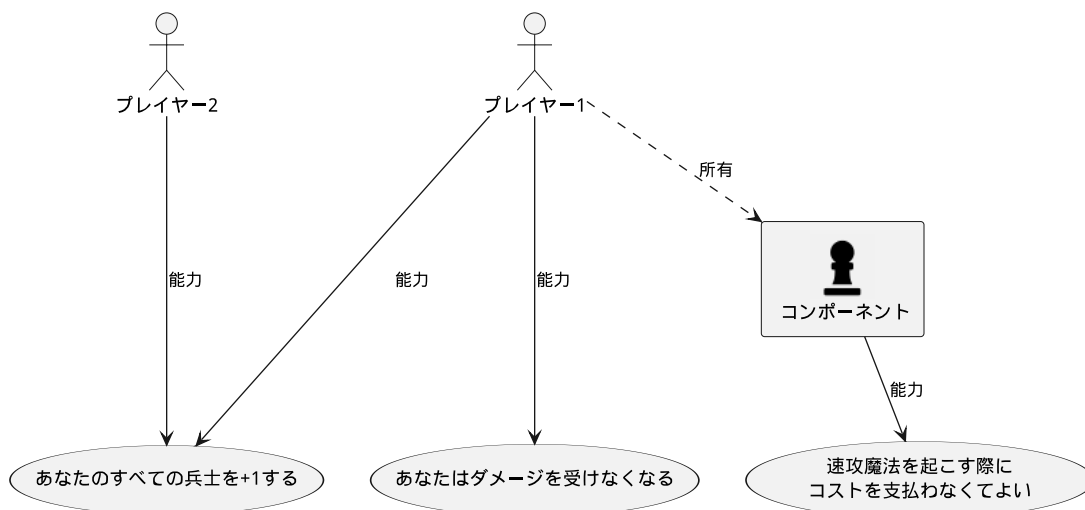 プレイヤー2
プレイヤー1
所有
コンポーネント
能力
能力
能力
能力
あなたのすべての兵士を+1する
あなたはダメージを受けなくなる
速攻魔法を起こす際に
コストを支払わなくてよい